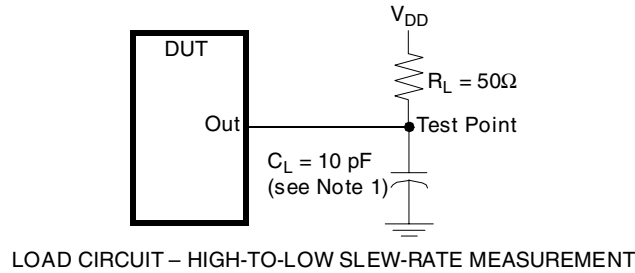 V_DD
DUT
R_L = 50Ω
Out
Test Point
C_L = 10 pF
(see Note 1)
LOAD CIRCUIT – HIGH-TO-LOW SLEW-RATE MEASUREMENT